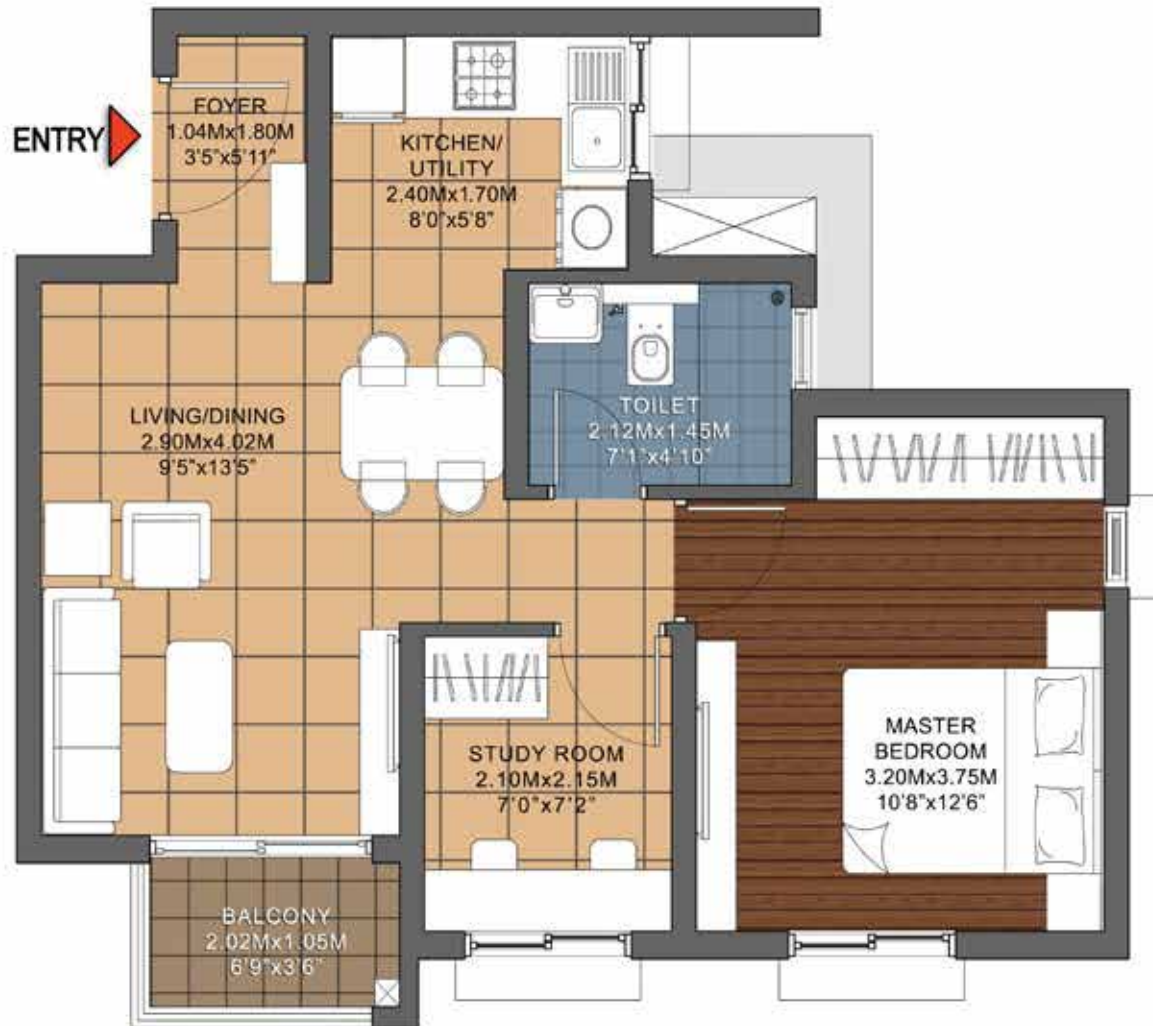 ENTRY
FOYER
1.04Mx1.80M
3'5"x5'11"
KITCHEN/
UTILITY
2.40Mx1.70M
8'0"x5'8"
LIVING/DINING
2.90Mx4.02M
9'5"x13'5"
TOILET
2.12Mx1.45M
7'1"x4'10"
STUDY ROOM
2.10Mx2.15M
7'0"x7'2"
MASTER
BEDROOM
3.20Mx3.75M
10'8"x12'6"
BALCONY
2.02Mx1.05M
6'9"x3'6"